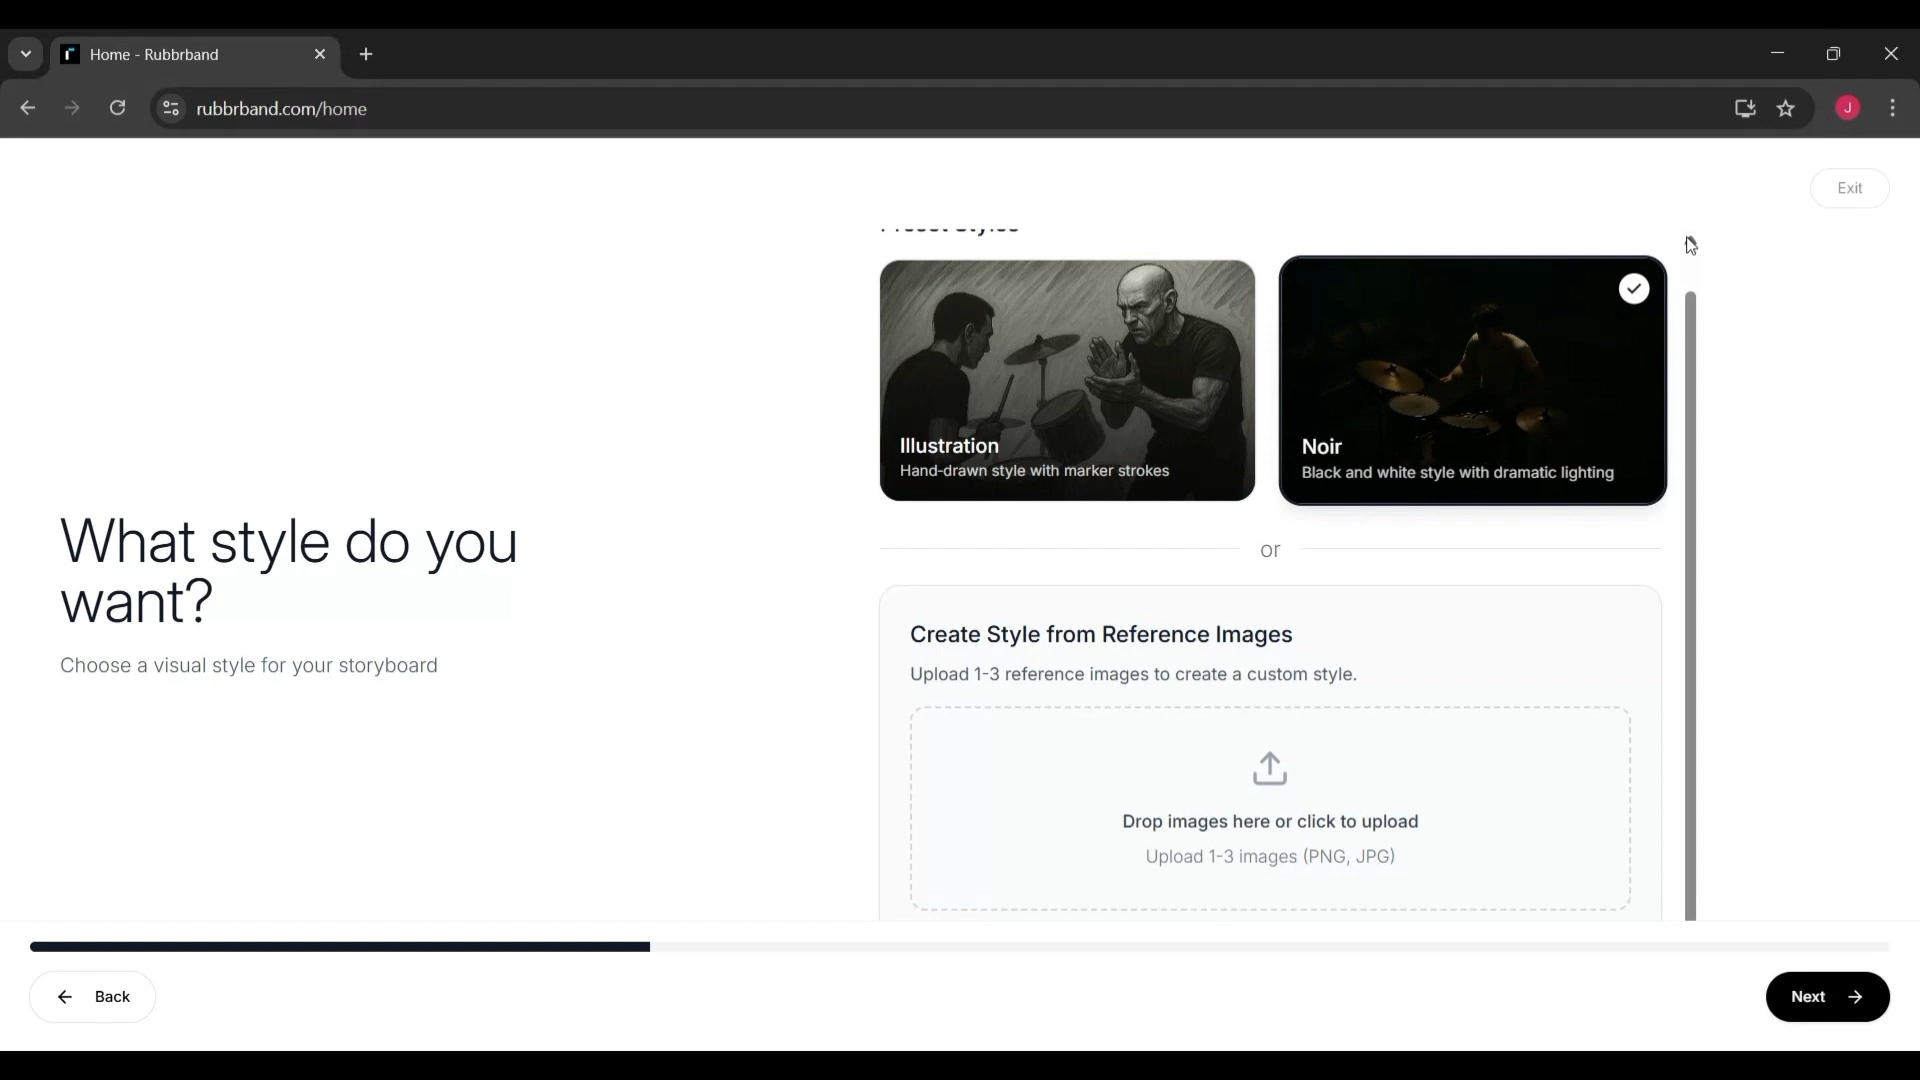 Home - Rubbrband
rubbrband.com/home
J
Exit
Preset Styles
Illustration
Hand-drawn style with marker strokes
Noir
Black and white style with dramatic lighting
or
What style do you
want?
Choose a visual style for your storyboard
Create Style from Reference Images
Upload 1-3 reference images to create a custom style.
Drop images here or click to upload
Upload 1-3 images (PNG, JPG)
Back
Next